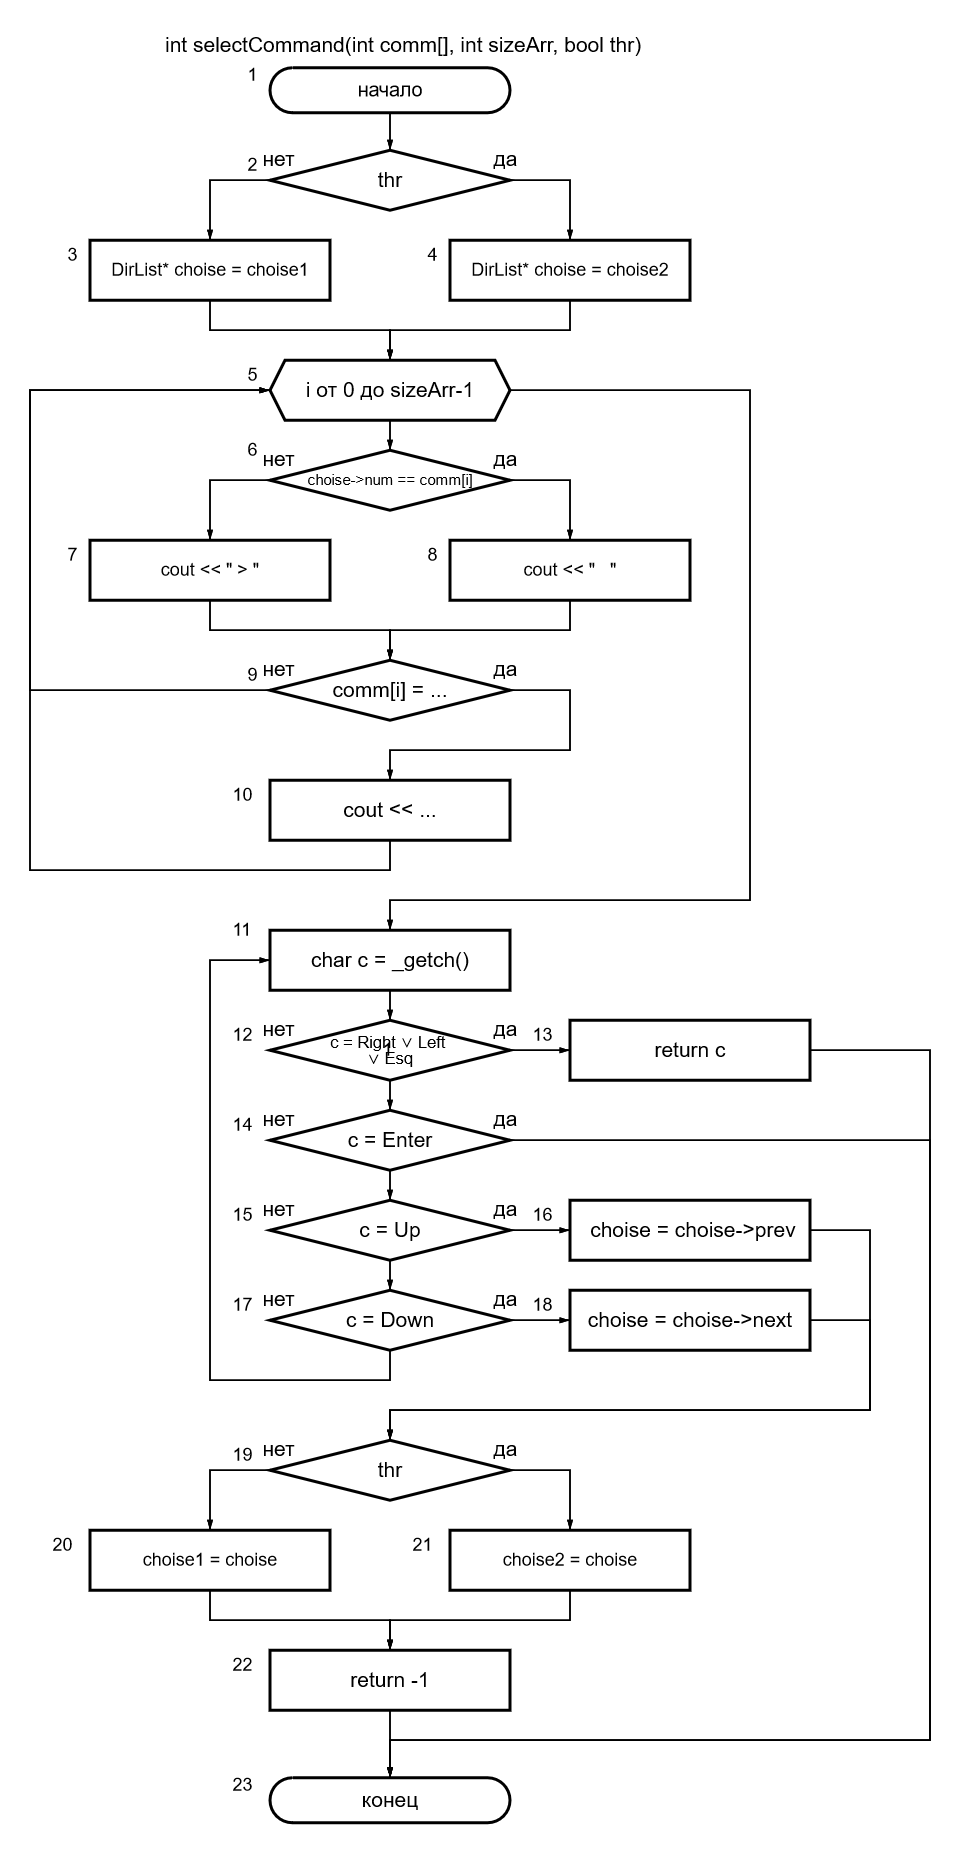 int selectCommand(int comm[], int sizeArr, bool thr)
1
начало
2
нет
да
thr
3
DirList* choise = choise1
4
DirList* choise = choise2
5
i от 0 до sizeArr-1
6
нет
да
choise->num == comm[i]
7
cout << " > "
8
cout << "   "
9
нет
да
comm[i] = ...
10
cout << ...
11
char c = _getch()
12
нет
да
c = Right ∨ Left
∨ Esq
1
13
return c
14
нет
да
c = Enter
15
нет
да
c = Up
16
choise = choise->prev
17
нет
да
c = Down
18
choise = choise->next
19
нет
да
thr
20
choise1 = choise
21
choise2 = choise
22
return -1
23
конец